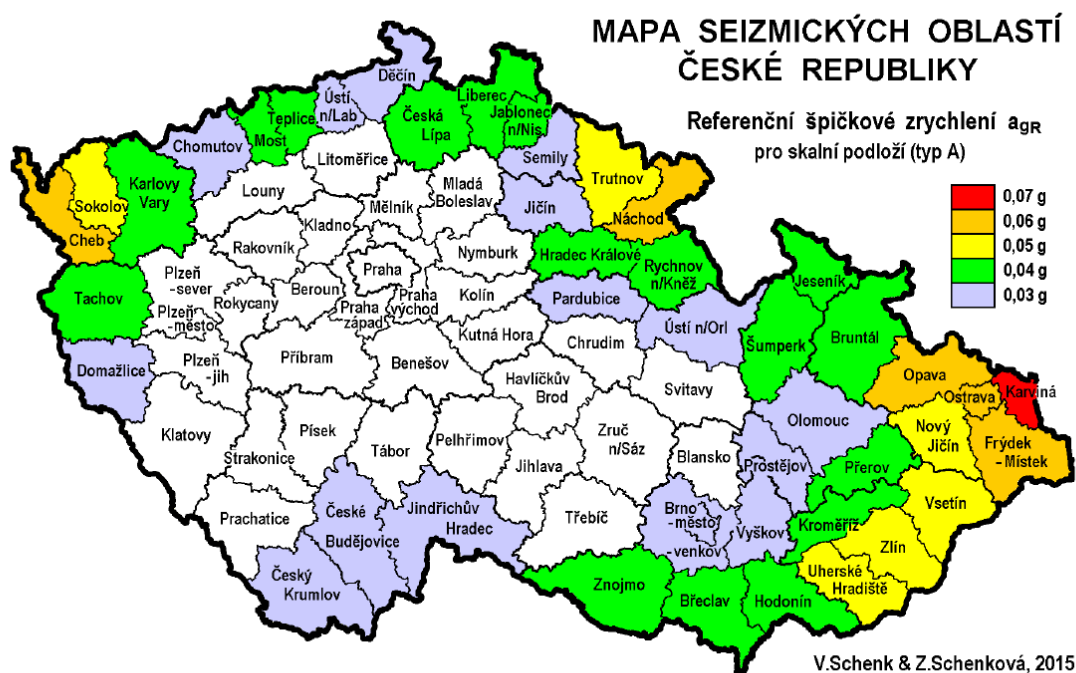 MAPA SEIZMICKÝCH OBLASTÍ
ČESKÉ REPUBLIKY
Referenční špičkové zrychlení agR
pro skalní podloží (typ A)
0,07 g
0,06 g
0,05 g
0,04 g
0,03 g
Děčín
Ústí
n/Lab
Teplice
Most
Chomutov
Česká
Lípa
Liberec
Jablonec
n/Nis
Semily
Trutnov
Náchod
Jičín
Litoměřice
Louny
Mladá
Boleslav
Mělník
Kladno
Rakovník
Karlovy
Vary
Sokolov
Cheb
Tachov
Plzeň
-sever
Plzeň
-město
Rokycany
Beroun
Praha
Praha
západ
Praha
východ
Nymburk
Kolín
Hradec Králové
Rychnov
n/Kněž
Pardubice
Ústí n/Orl
Kutná Hora
Chrudim
Jeseník
Šumperk
Bruntál
Domažlice
Plzeň
-jih
Příbram
Benešov
Havlíčkův
Brod
Svitavy
Opava
Ostrava
Karviná
Olomouc
Nový
Jičín
Frýdek
-Místek
Klatovy
Strakonice
Písek
Tábor
Pelhřimov
Jihlava
Zruč
n/Sáz
Blansko
Prostějov
Přerov
Vsetín
Kroměříž
Prachatice
České
Budějovice
Jindřichův
Hradec
Třebíč
Brno
-město
-venkov
Vyškov
Zlín
Uherské
Hradiště
Český
Krumlov
Znojmo
Břeclav
Hodonín
V.Schenk & Z.Schenková, 2015